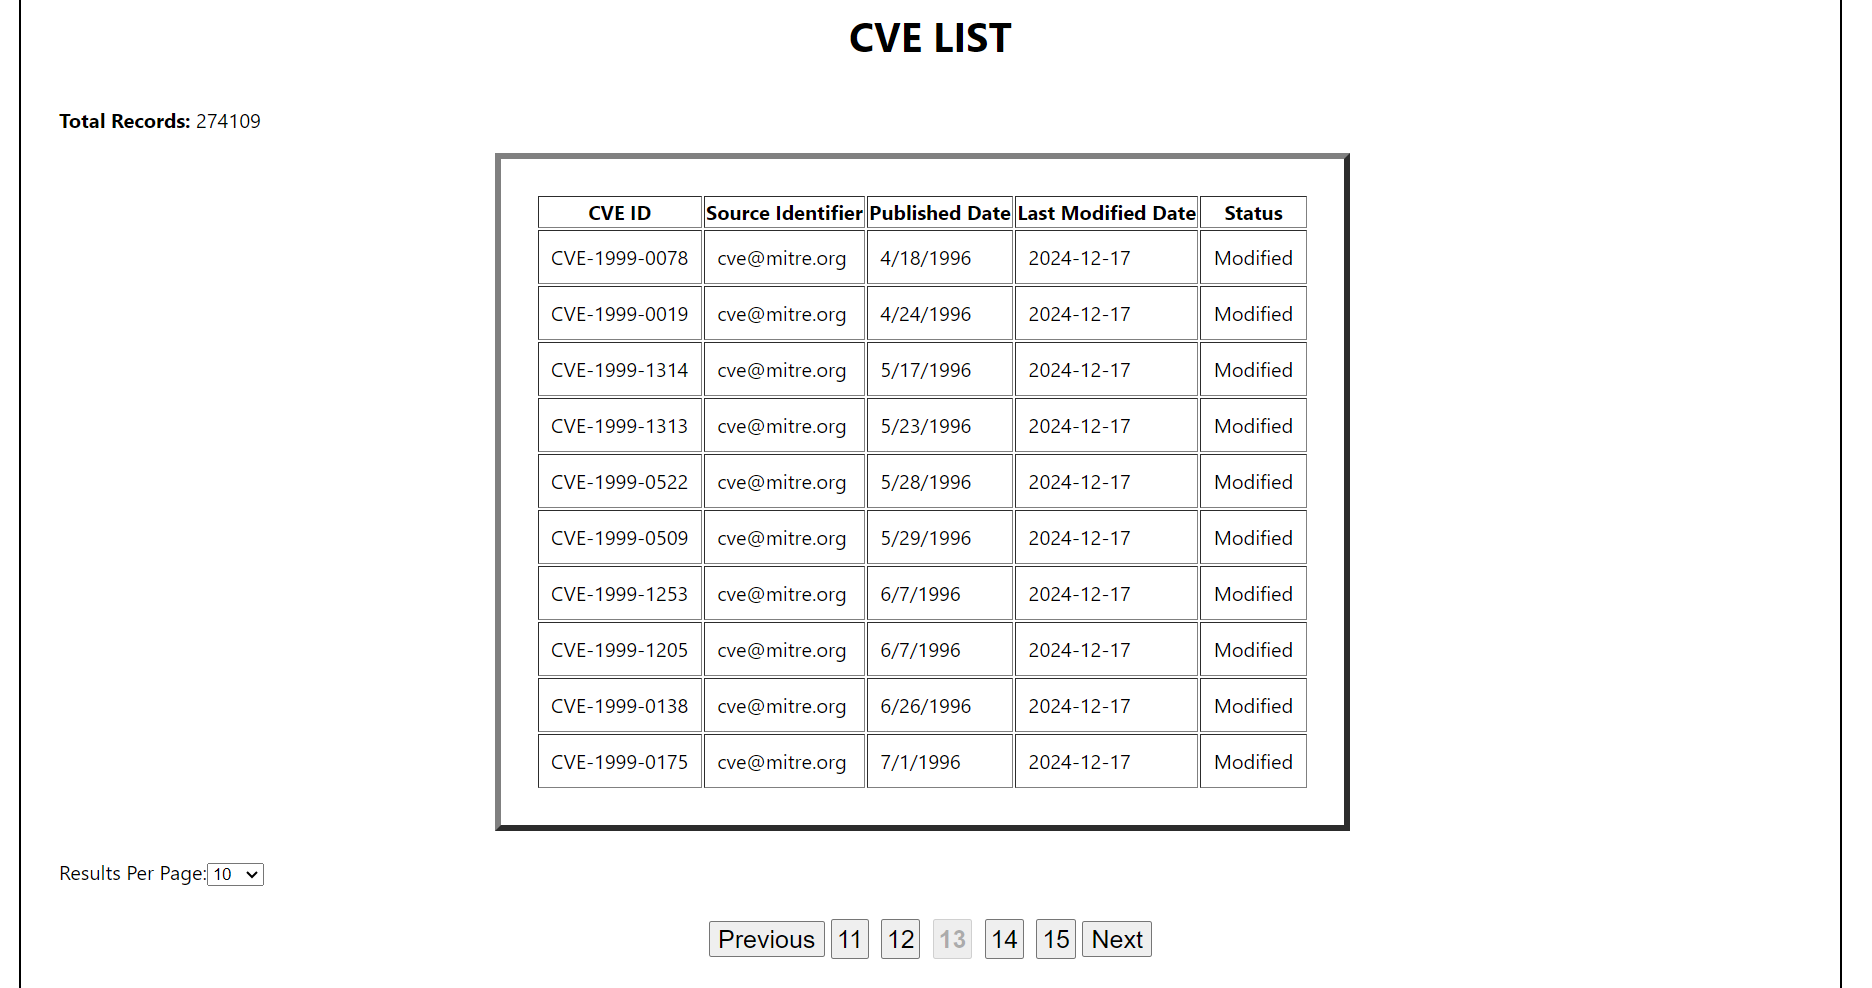 CVE LIST
Total Records: 274109
CVE ID Source Identifier Published Date Last Modified Date Status
CVE-1999-0078 cve@mitre.org 4/18/1996 2024-12-17 Modified
CVE-1999-0019 cve@mitre.org 4/24/1996 2024-12-17 Modified
CVE-1999-1314 cve@mitre.org 5/17/1996 2024-12-17 Modified
CVE-1999-1313 cve@mitre.org 5/23/1996 2024-12-17 Modified
CVE-1999-0522 cve@mitre.org 5/28/1996 2024-12-17 Modified
CVE-1999-0509 cve@mitre.org 5/29/1996 2024-12-17 Modified
CVE-1999-1253 cve@mitre.org 6/7/1996 2024-12-17 Modified
CVE-1999-1205 cve@mitre.org 6/7/1996 2024-12-17 Modified
CVE-1999-0138 cve@mitre.org 6/26/1996 2024-12-17 Modified
CVE-1999-0175 cve@mitre.org 7/1/1996 2024-12-17 Modified
Results Per Page: 10
Previous 11 12 13 14 15 Next